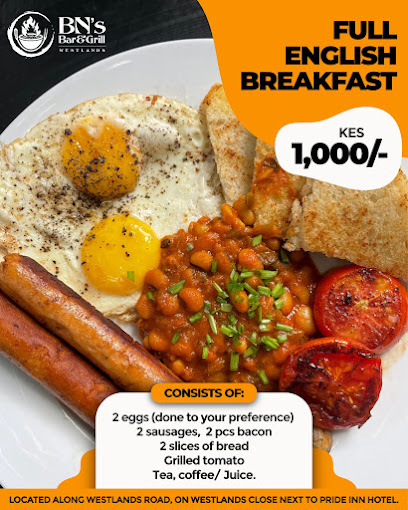 BN's
Bar&Grill
WESTLANDS
FULL
ENGLISH
BREAKFAST
KES
1,000/-
CONSISTS OF:
2 eggs (done to your preference)
2 sausages, 2 pcs bacon
2 slices of bread
Grilled tomato
Tea, coffee/ Juice.
LOCATED ALONG WESTLANDS ROAD, ON WESTLANDS CLOSE NEXT TO PRIDE INN HOTEL.